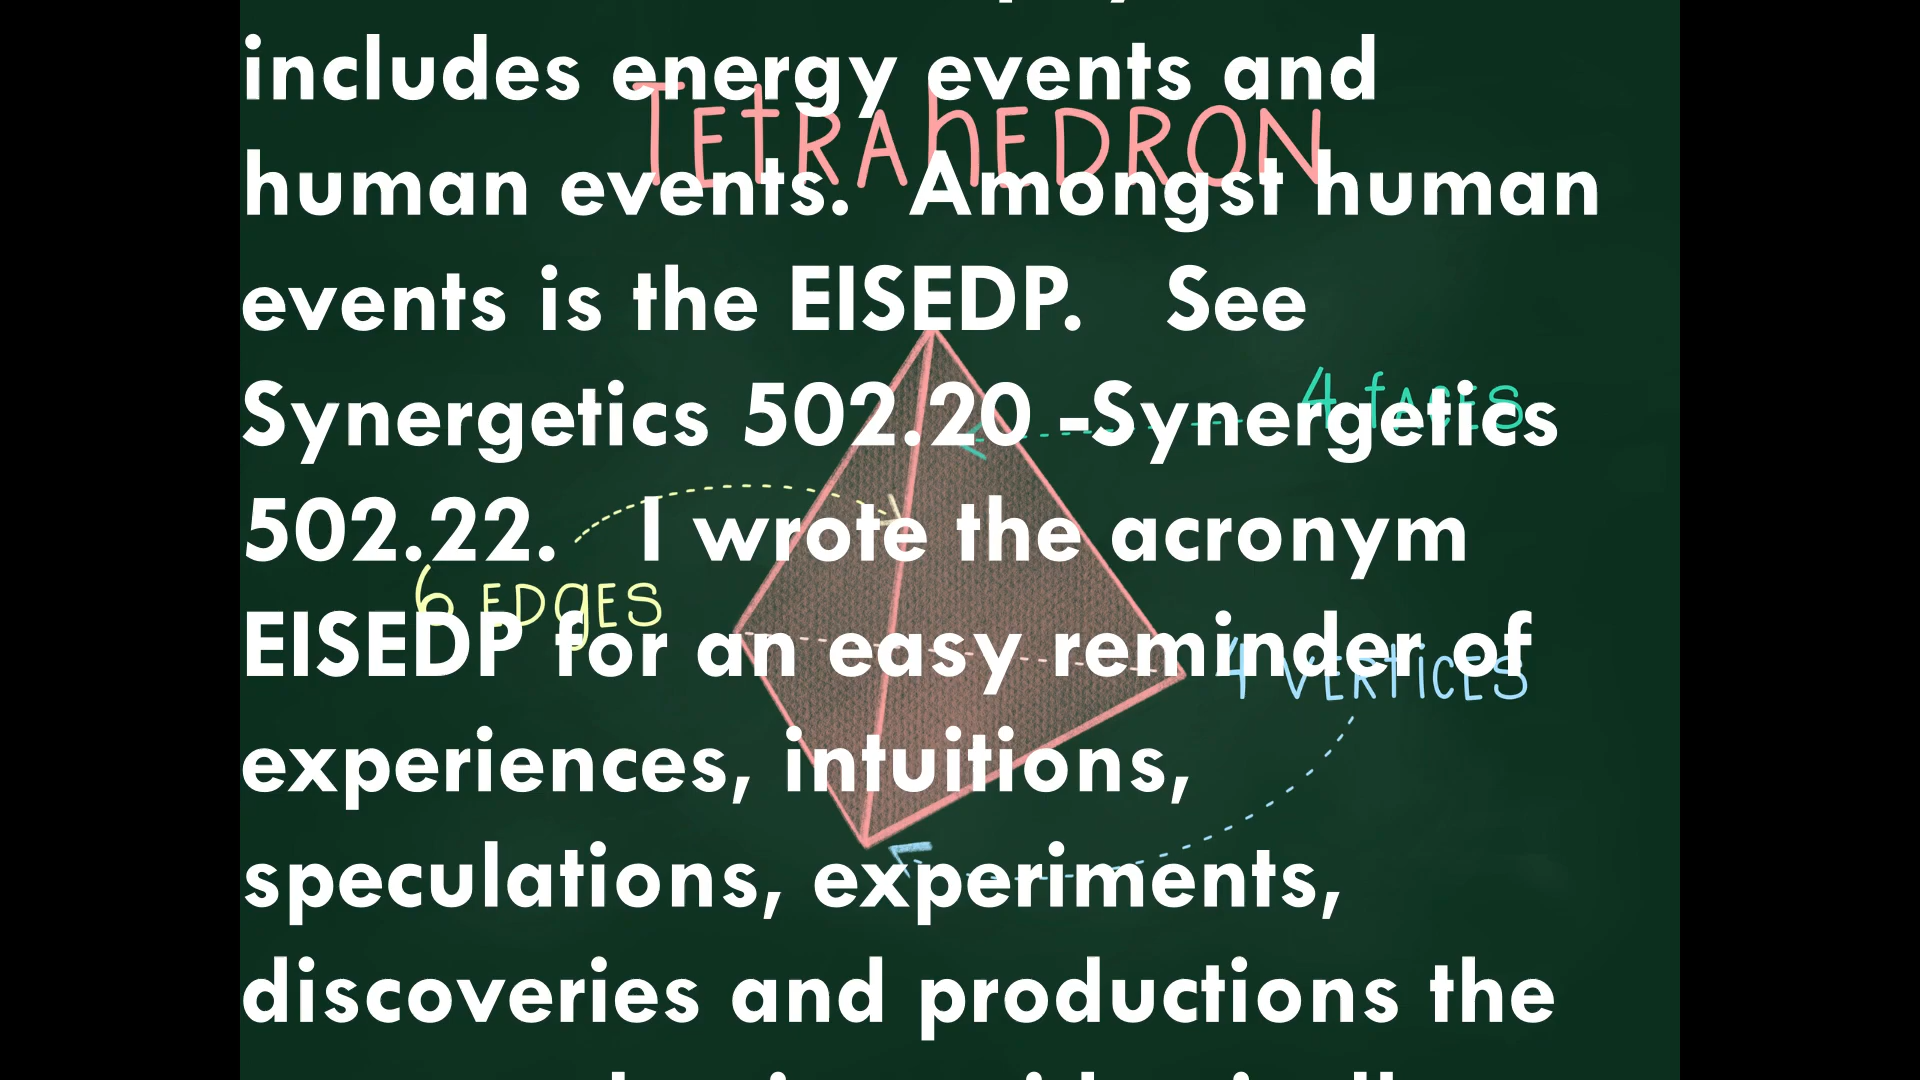 includes energy events and
TETRAHEDRON
human events. Amongst human
events is the EISEDP. See
4 fACES
Synergetics 502.20 -Synergetics
502.22. I wrote the acronym
6 EDgES
EISEDP for an easy reminder of
4 VERTICES
experiences, intuitions,
speculations, experiments,
discoveries and productions the